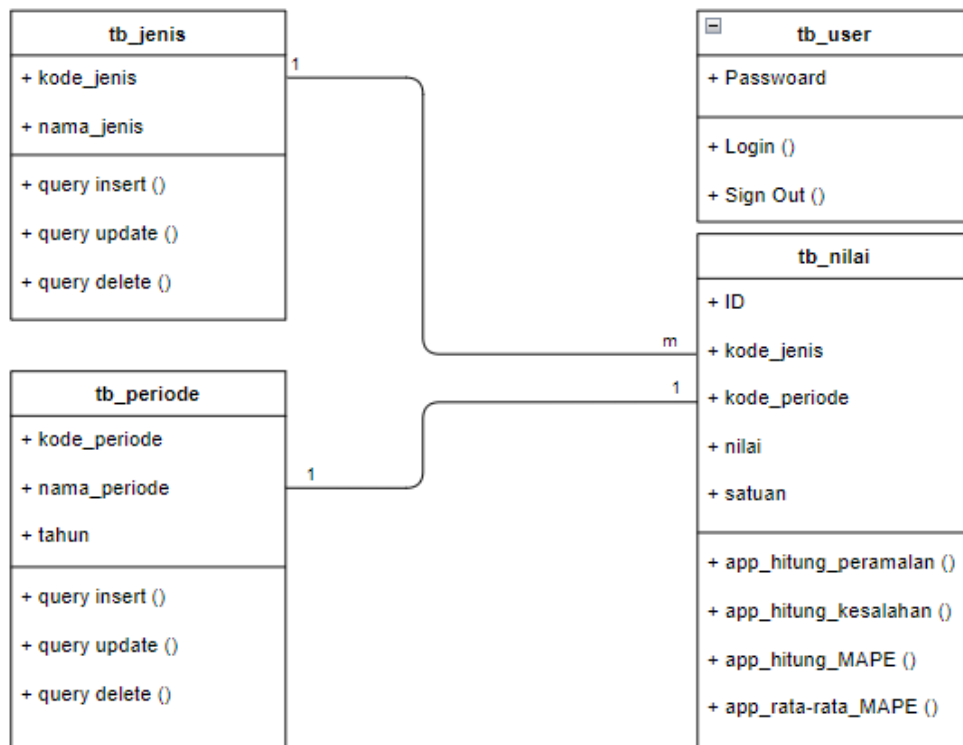 tb_jenis
+ kode_jenis
+ nama_jenis
+ query insert ()
+ query update ()
+ query delete ()
1
m
tb_user
+ Passwoard
+ Login ()
+ Sign Out ()
tb_periode
+ kode_periode
+ nama_periode
+ tahun
+ query insert ()
+ query update ()
+ query delete ()
1
1
tb_nilai
+ ID
+ kode_jenis
+ kode_periode
+ nilai
+ satuan
+ app_hitung_peramalan ()
+ app_hitung_kesalahan ()
+ app_hitung_MAPE ()
+ app_rata-rata_MAPE ()